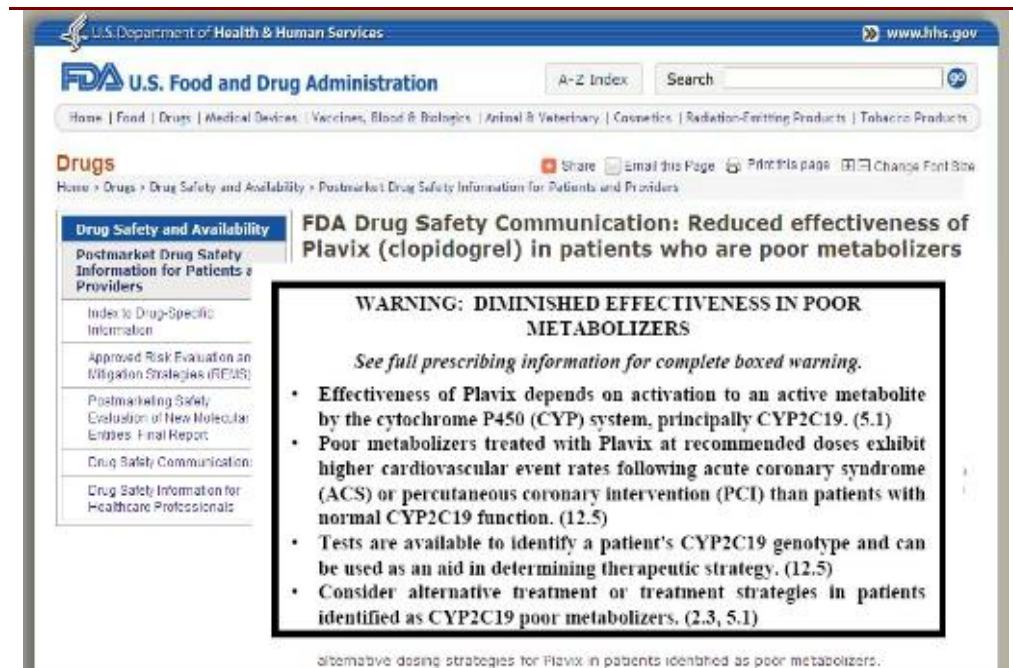 U.S. Department of Health & Human Services
www.hhs.gov
FDA U.S. Food and Drug Administration
A-Z Index
Search
go
Home | Food | Drugs | Medical Devices | Vaccines, Blood & Biologics | Animal & Veterinary | Cosmetics | Radiation-Emitting Products | Tobacco Products
Drugs
Share Email this Page Print this page Change Font Size
Home > Drugs > Drug Safety and Availability > Postmarket Drug Safety Information for Patients and Providers
Drug Safety and Availability
Postmarket Drug Safety
Information for Patients a
Providers
Index to Drug-Specific
Information
Approved Risk Evaluation an
Mitigation Strategies (REMS)
Postmarketing Safety
Evaluation of New Molecular
Entities: Final Report
Drug Safety Communication
Drug Safety Information for
Healthcare Professionals
FDA Drug Safety Communication: Reduced effectiveness of
Plavix (clopidogrel) in patients who are poor metabolizers
WARNING: DIMINISHED EFFECTIVENESS IN POOR
METABOLIZERS
See full prescribing information for complete boxed warning.
• Effectiveness of Plavix depends on activation to an active metabolite
by the cytochrome P450 (CYP) system, principally CYP2C19. (5.1)
• Poor metabolizers treated with Plavix at recommended doses exhibit
higher cardiovascular event rates following acute coronary syndrome
(ACS) or percutaneous coronary intervention (PCI) than patients with
normal CYP2C19 function. (12.5)
• Tests are available to identify a patient's CYP2C19 genotype and can
be used as an aid in determining therapeutic strategy. (12.5)
• Consider alternative treatment or treatment strategies in patients
identified as CYP2C19 poor metabolizers. (2.3, 5.1)
alternative dosing strategies for Plavix in patients identified as poor metabolizers.